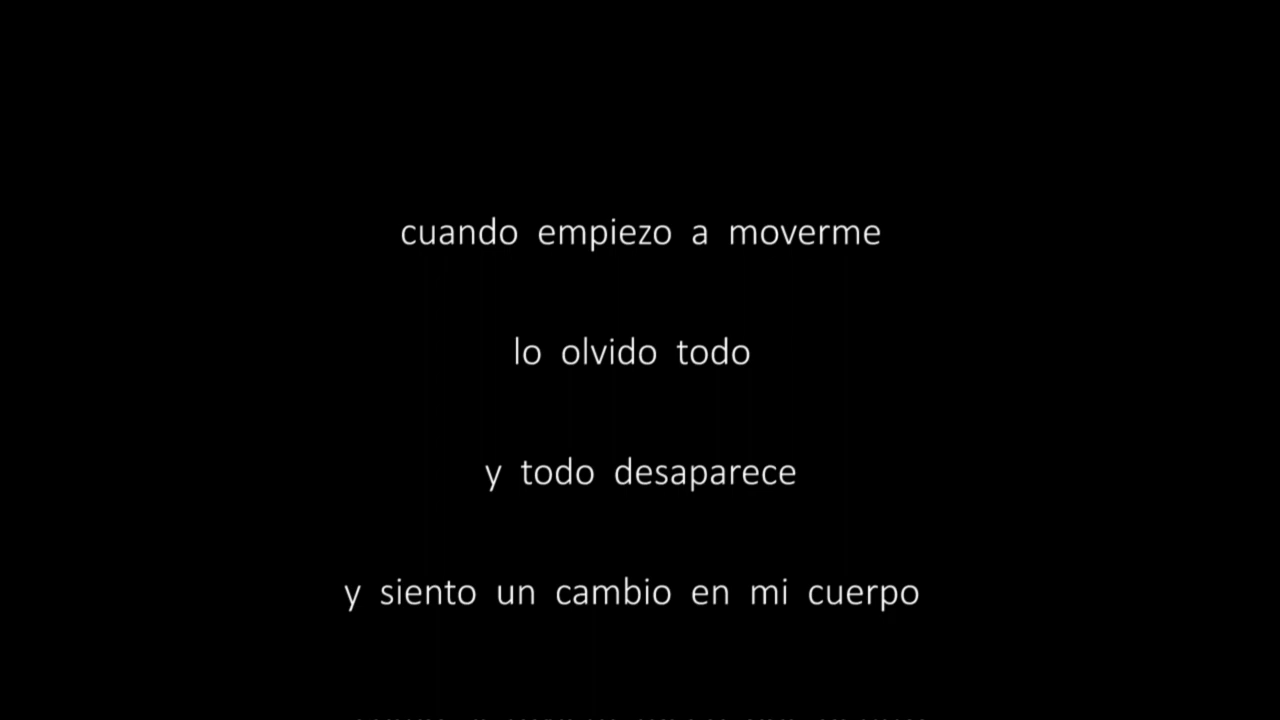 cuando empiezo a moverme
lo olvido todo
y todo desaparece
y siento un cambio en mi cuerpo